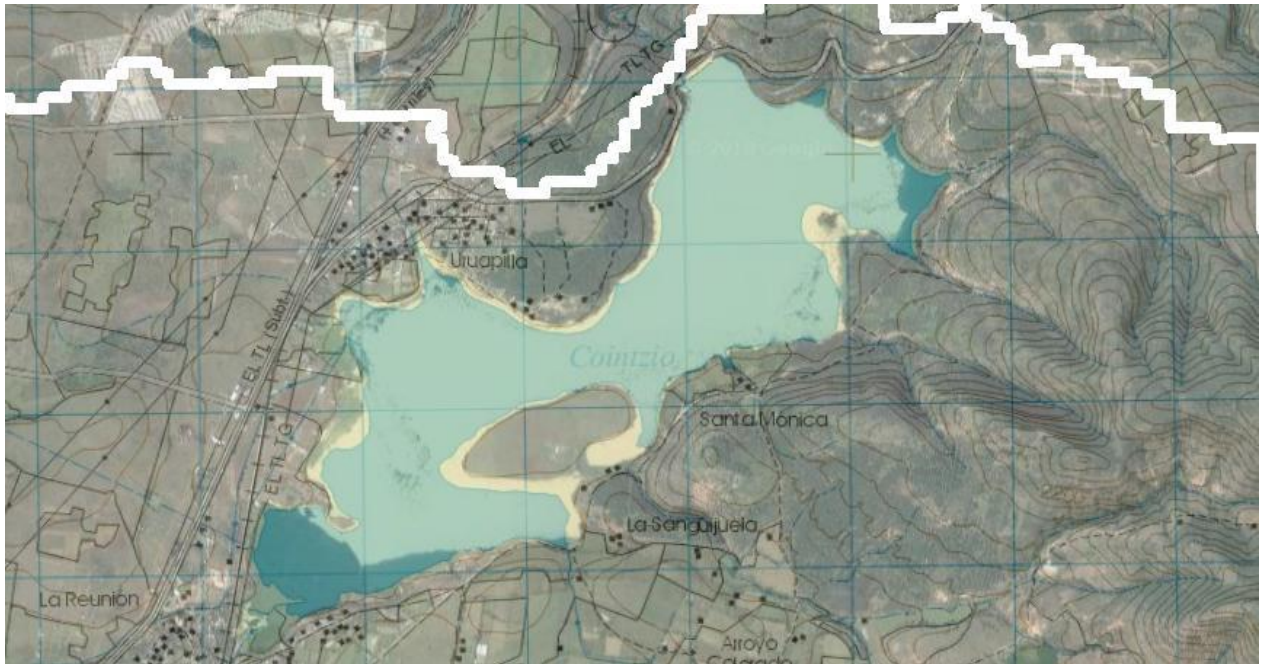 TL TG
EL
Uruapilla
EL TL (Subt.)
Cointzio
Santa Mónica
EL TL TG
La Sanguijuela
La Reunión
Arroyo
Colorado